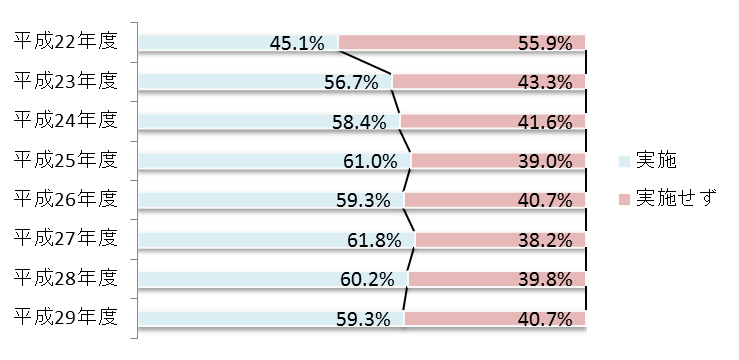 平成22年度 45.1% 55.9%
平成23年度 56.7% 43.3%
平成24年度 58.4% 41.6%
平成25年度 61.0% 39.0%
平成26年度 59.3% 40.7%
平成27年度 61.8% 38.2%
平成28年度 60.2% 39.8%
平成29年度 59.3% 40.7%
実施
実施せず